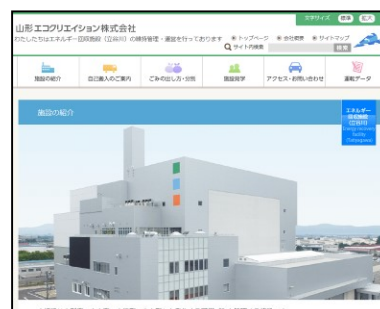 文字サイズ 標準 拡大
山形エコクリエイション株式会社
わたしたちはエネルギー回収施設（立谷川）の維持管理・運営を行っております
トップページ 会社概要 サイトマップ
サイト内検索 検索
施設の紹介 自己搬入のご案内 ごみの出し方・分別 施設見学 アクセス・お問い合わせ 運転データ
施設の紹介
エネルギー
回収施設
(立谷川)
Energy recovery
facility
(Tachiyagawa)